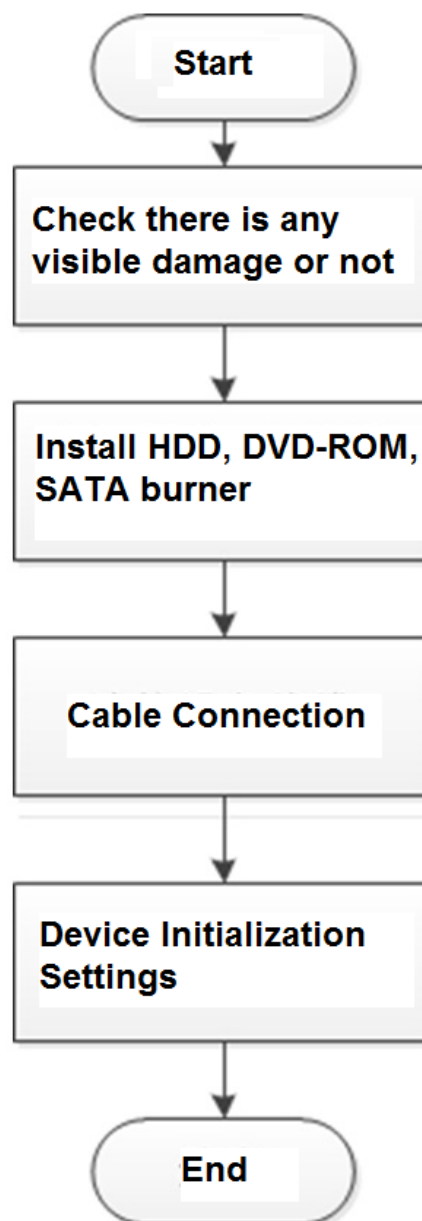 Start
Check there is any
visible damage or not
Install HDD, DVD-ROM,
SATA burner
Cable Connection
Device Initialization
Settings
End